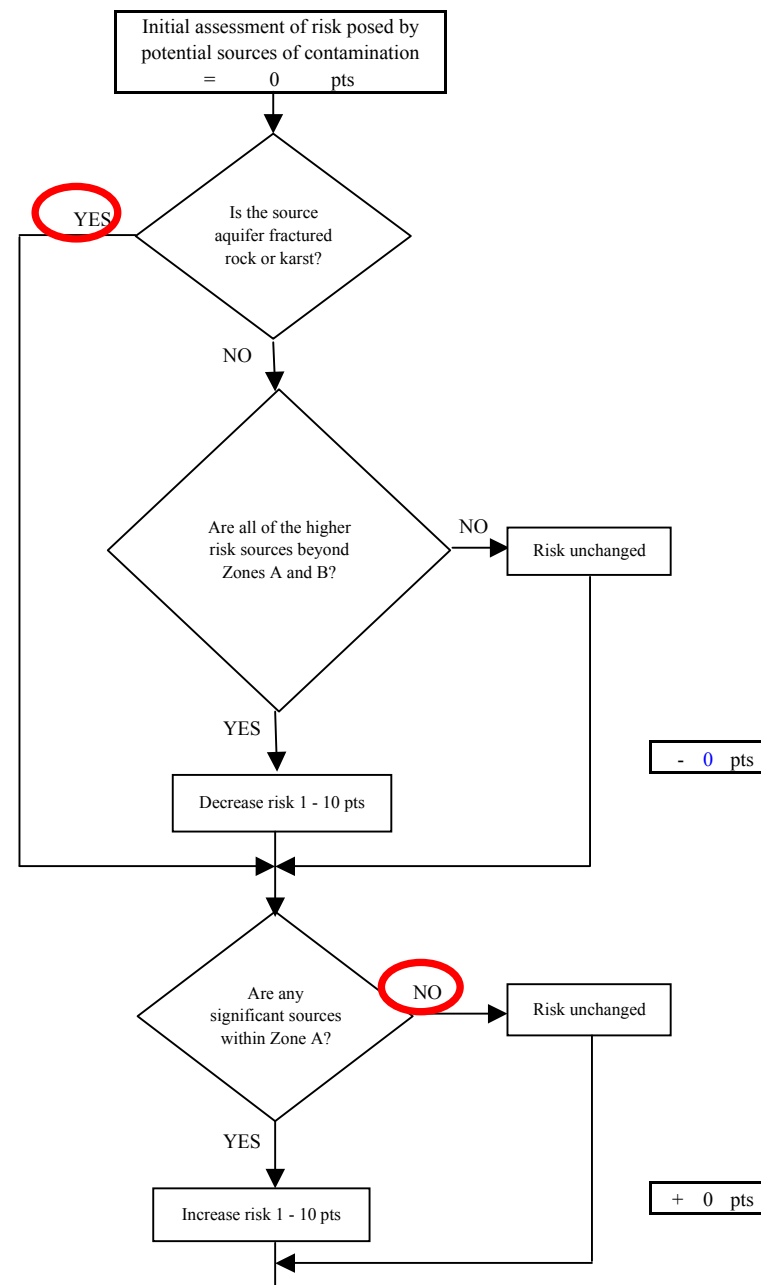 Initial assessment of risk posed by
potential sources of contamination
= 0 pts
YES
Is the source
aquifer fractured
rock or karst?
NO
Are all of the higher
risk sources beyond
Zones A and B?
NO
Risk unchanged
YES
- 0 pts
Decrease risk 1 - 10 pts
Are any
significant sources
within Zone A?
NO
Risk unchanged
YES
+ 0 pts
Increase risk 1 - 10 pts